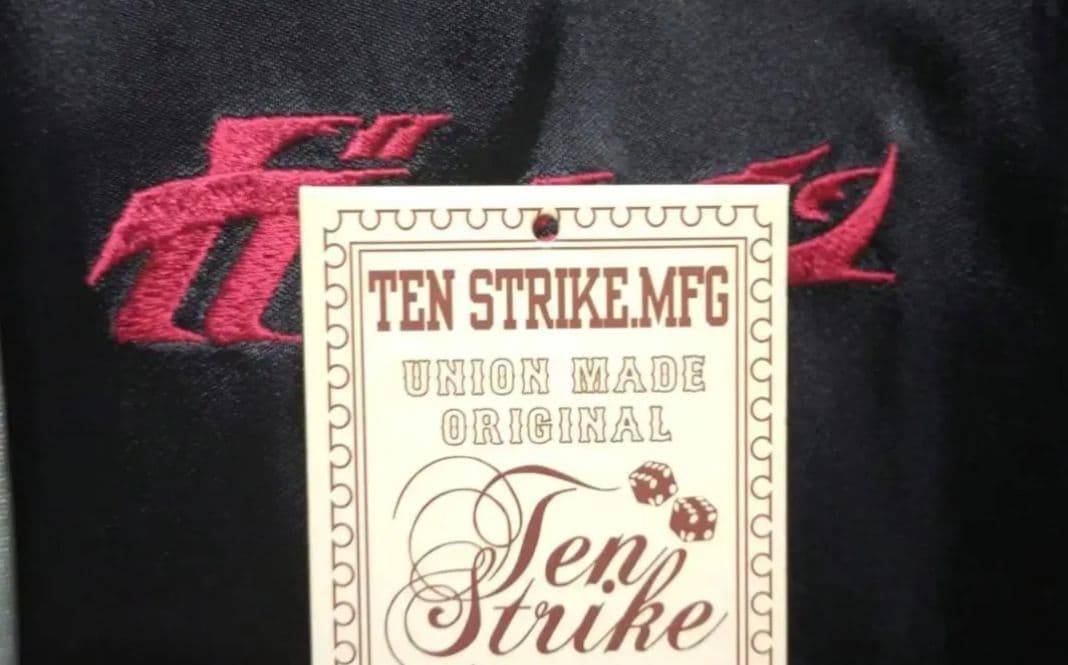 TEN STRIKE.MFG
UNION MADE
ORIGINAL
Ten
Strike